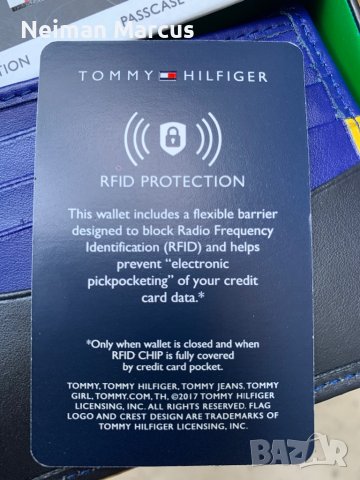 Neiman Marcus
PASSCASE
TION
TOMMY HILFIGER
RFID PROTECTION
This wallet includes a flexible barrier
designed to block Radio Frequency
Identification (RFID) and helps
prevent “electronic
pickpocketing” of your credit
card data.*
*Only when wallet is closed and when
RFID CHIP is fully covered
by credit card pocket.
TOMMY, TOMMY HILFIGER, TOMMY JEANS, TOMMY
GIRL, TOMMY.COM, TH, ©2017 TOMMY HILFIGER
LICENSING, INC. ALL RIGHTS RESERVED. FLAG
LOGO AND CREST DESIGN ARE TRADEMARKS OF
TOMMY HILFIGER LICENSING, INC.
BAZAR